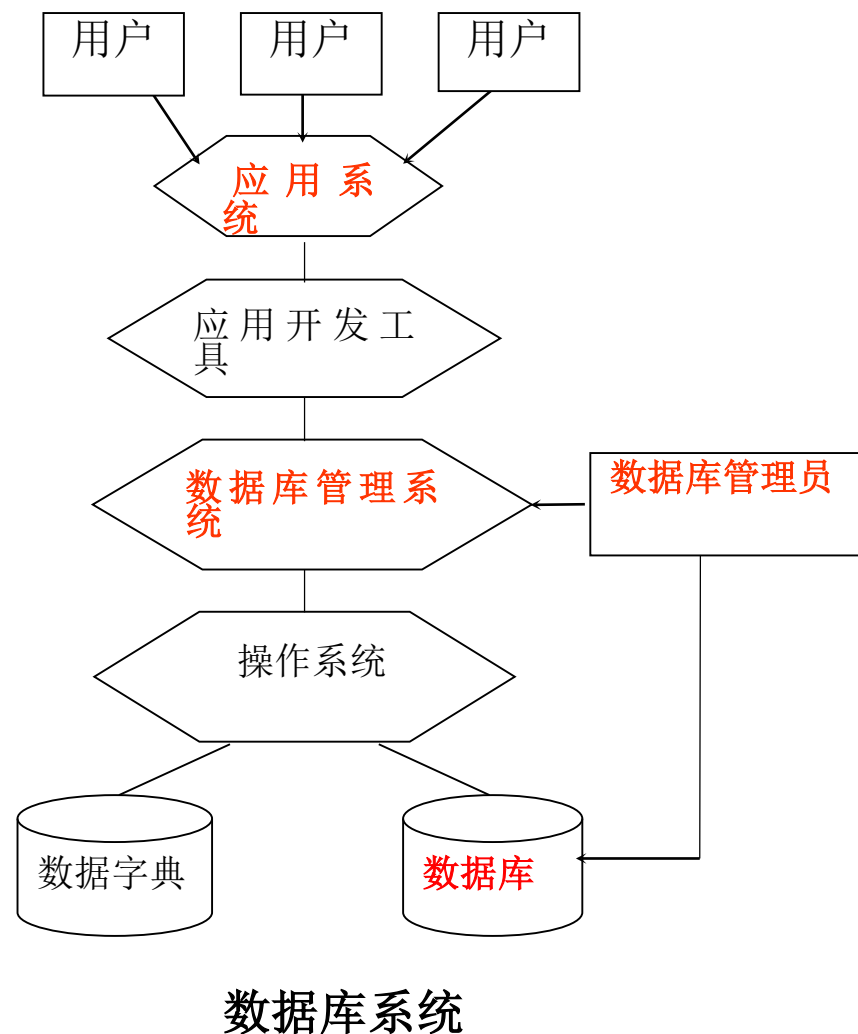 用户
用户
用户
应用系
统
应用开发工
具
数据库管理系
统
数据库管理员
操作系统
数据字典
数据库
数据库系统